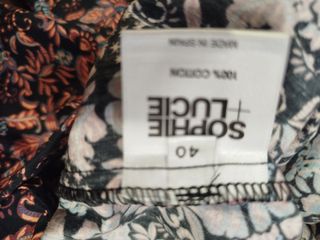 40
SOPHIE
+LUCIE
100% COTTON
MADE IN SPAIN